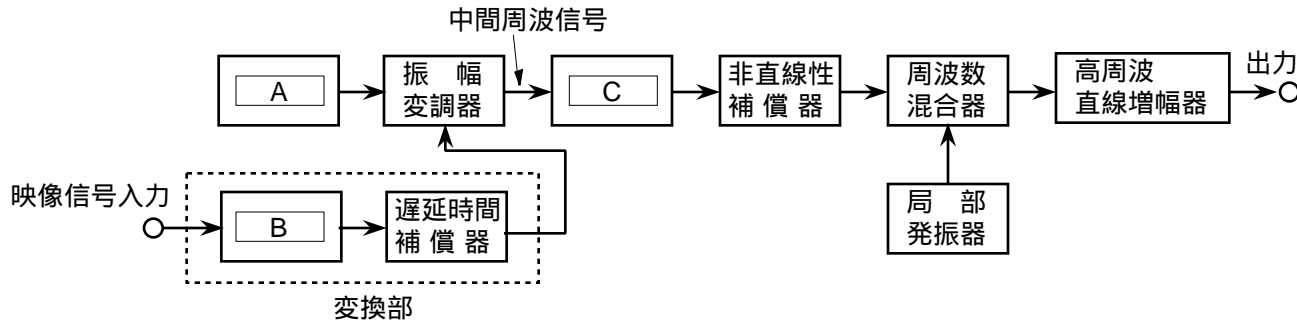 中間周波信号
A
振 幅
変調器
C
非直線性
補 償 器
周波数
混合器
高周波
直線増幅器
出力
映像信号入力
B
遅延時間
補 償 器
局 部
発振器
変換部